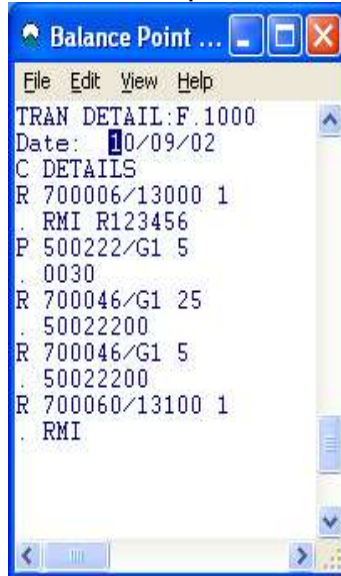 Balance Point ...
File Edit View Help
TRAN DETAIL:F.1000
Date: 10/09/02
C DETAILS
R 700006/13000 1
. RMI R123456
P 500222/G1 5
. 0030
R 700046/G1 25
. 50022200
R 700046/G1 5
. 50022200
R 700060/13100 1
. RMI